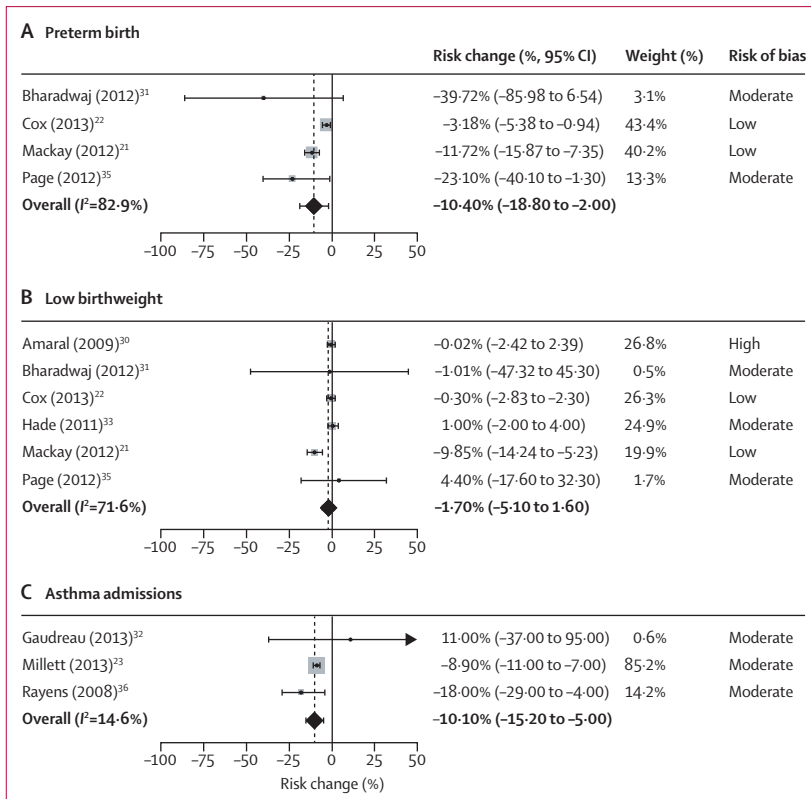 A Preterm birth
Risk change (%, 95% CI) Weight (%) Risk of bias
Bharadwaj (2012)³¹ –39·72% (–85·98 to 6·54) 3·1% Moderate
Cox (2013)²² –3·18% (–5·38 to –0·94) 43·4% Low
Mackay (2012)²¹ –11·72% (–15·87 to –7·35) 40·2% Low
Page (2012)³⁵ –23·10% (–40·10 to –1·30) 13·3% Moderate
Overall (I²=82·9%) –10·40% (–18·80 to –2·00)
–100 –75 –50 –25 0 25 50
B Low birthweight
Amaral (2009)³⁰ –0·02% (–2·42 to 2·39) 26·8% High
Bharadwaj (2012)³¹ –1·01% (–47·32 to 45·30) 0·5% Moderate
Cox (2013)²² –0·30% (–2·83 to –2·30) 26·3% Low
Hade (2011)³³ 1·00% (–2·00 to 4·00) 24·9% Moderate
Mackay (2012)²¹ –9·85% (–14·24 to –5·23) 19·9% Low
Page (2012)³⁵ 4·40% (–17·60 to 32·30) 1·7% Moderate
Overall (I²=71·6%) –1·70% (–5·10 to 1·60)
–100 –75 –50 –25 0 25 50
C Asthma admissions
Gaudreau (2013)³² 11·00% (–37·00 to 95·00) 0·6% Moderate
Millett (2013)²³ –8·90% (–11·00 to –7·00) 85·2% Moderate
Rayens (2008)³⁶ –18·00% (–29·00 to –4·00) 14·2% Moderate
Overall (I²=14·6%) –10·10% (–15·20 to –5·00)
–100 –75 –50 –25 0 25 50
Risk change (%)